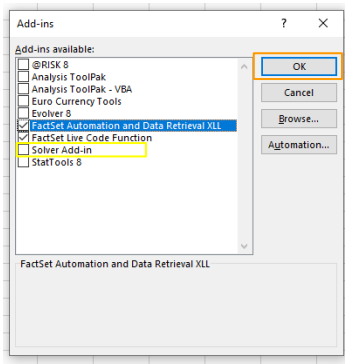 Add-ins
?
Add-ins available:
@RISK 8
Analysis ToolPak
Analysis ToolPak - VBA
Euro Currency Tools
Evolver 8
FactSet Automation and Data Retrieval XLL
FactSet Live Code Function
Solver Add-in
StatTools 8
OK
Cancel
Browse...
Automation...
FactSet Automation and Data Retrieval XLL